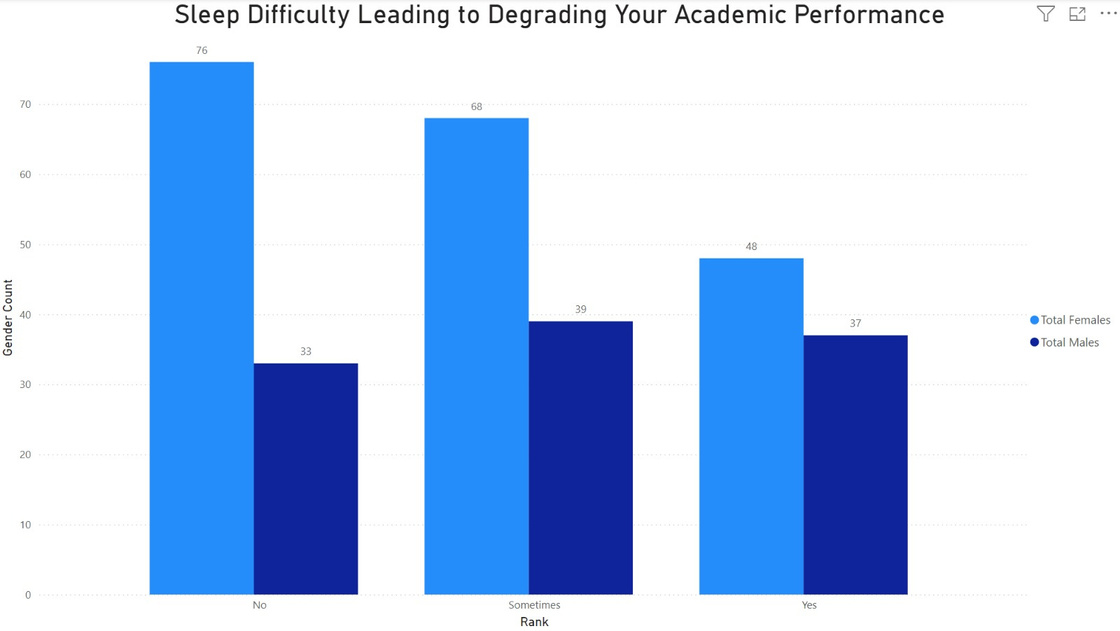 Sleep Difficulty Leading to Degrading Your Academic Performance
76
70
68
60
50
48
40
39
37
33
30
20
10
0
Gender Count
Total Females
Total Males
No
Sometimes
Yes
Rank